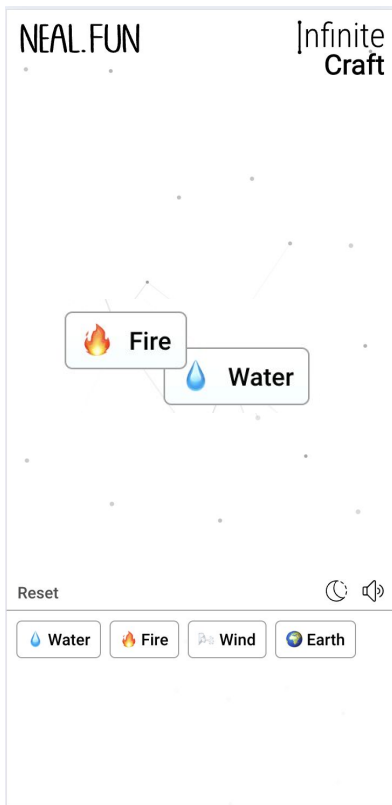 NEAL.FUN
Infinite
Craft
Fire
Water
Reset
Water Fire Wind Earth